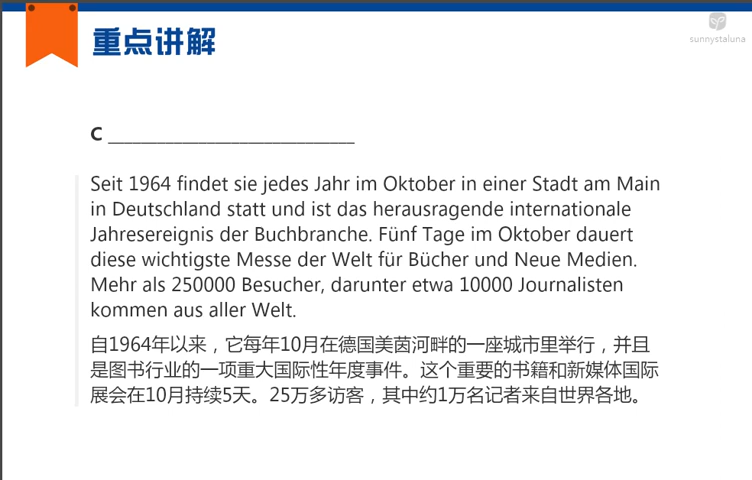 重点讲解
sunnystaluna
C ______________________________
Seit 1964 findet sie jedes Jahr im Oktober in einer Stadt am Main
in Deutschland statt und ist das herausragende internationale
Jahresereignis der Buchbranche. Fünf Tage im Oktober dauert
diese wichtigste Messe der Welt für Bücher und Neue Medien.
Mehr als 250000 Besucher, darunter etwa 10000 Journalisten
kommen aus aller Welt.
自1964年以来，它每年10月在德国美茵河畔的一座城市里举行，并且
是图书行业的一项重大国际性年度事件。这个重要的书籍和新媒体国际
展会在10月持续5天。25万多访客，其中约1万名记者来自世界各地。